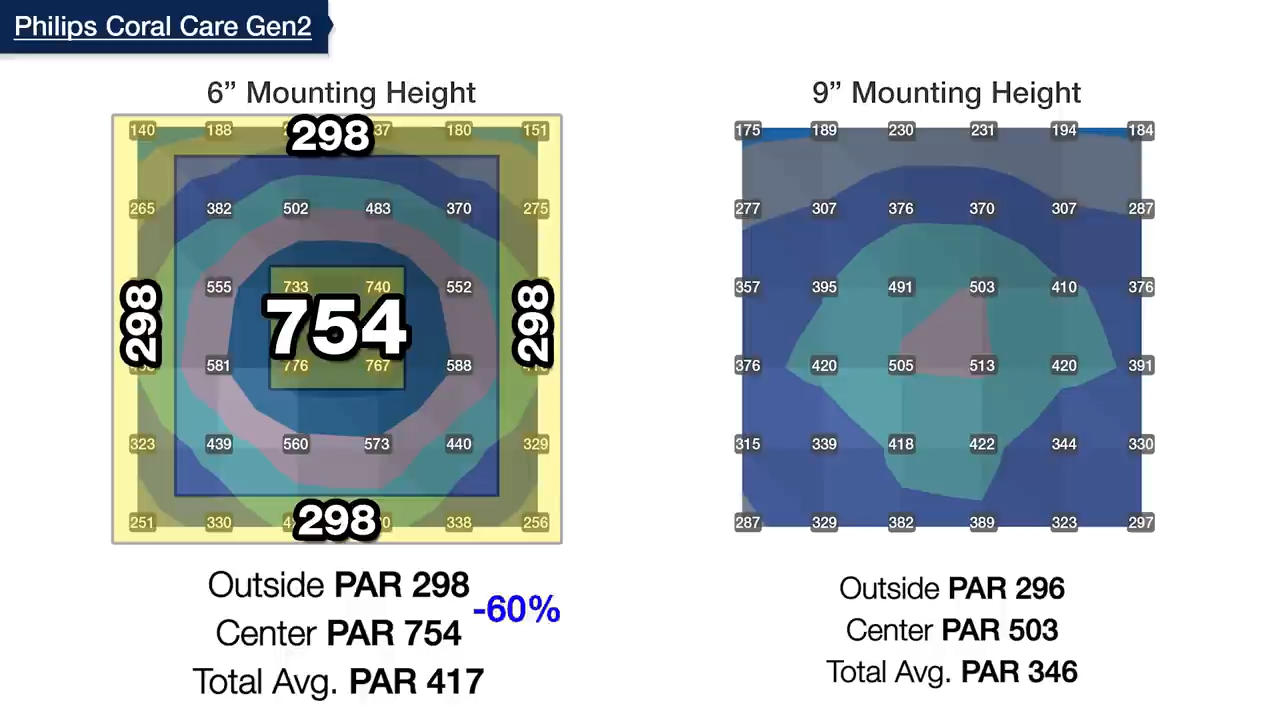 Philips Coral Care Gen2
6” Mounting Height
140 188 298 180 151
265 382 502 483 370 275
555 733 740 552
298 754 298
581 776 767 588
323 439 560 573 440 329
251 330 298 338 256
Outside PAR 298
-60%
Center PAR 754
Total Avg. PAR 417
9” Mounting Height
175 189 230 231 194 184
277 307 376 370 307 287
357 395 491 503 410 376
376 420 505 513 420 391
315 339 418 422 344 330
287 329 382 389 323 297
Outside PAR 296
Center PAR 503
Total Avg. PAR 346